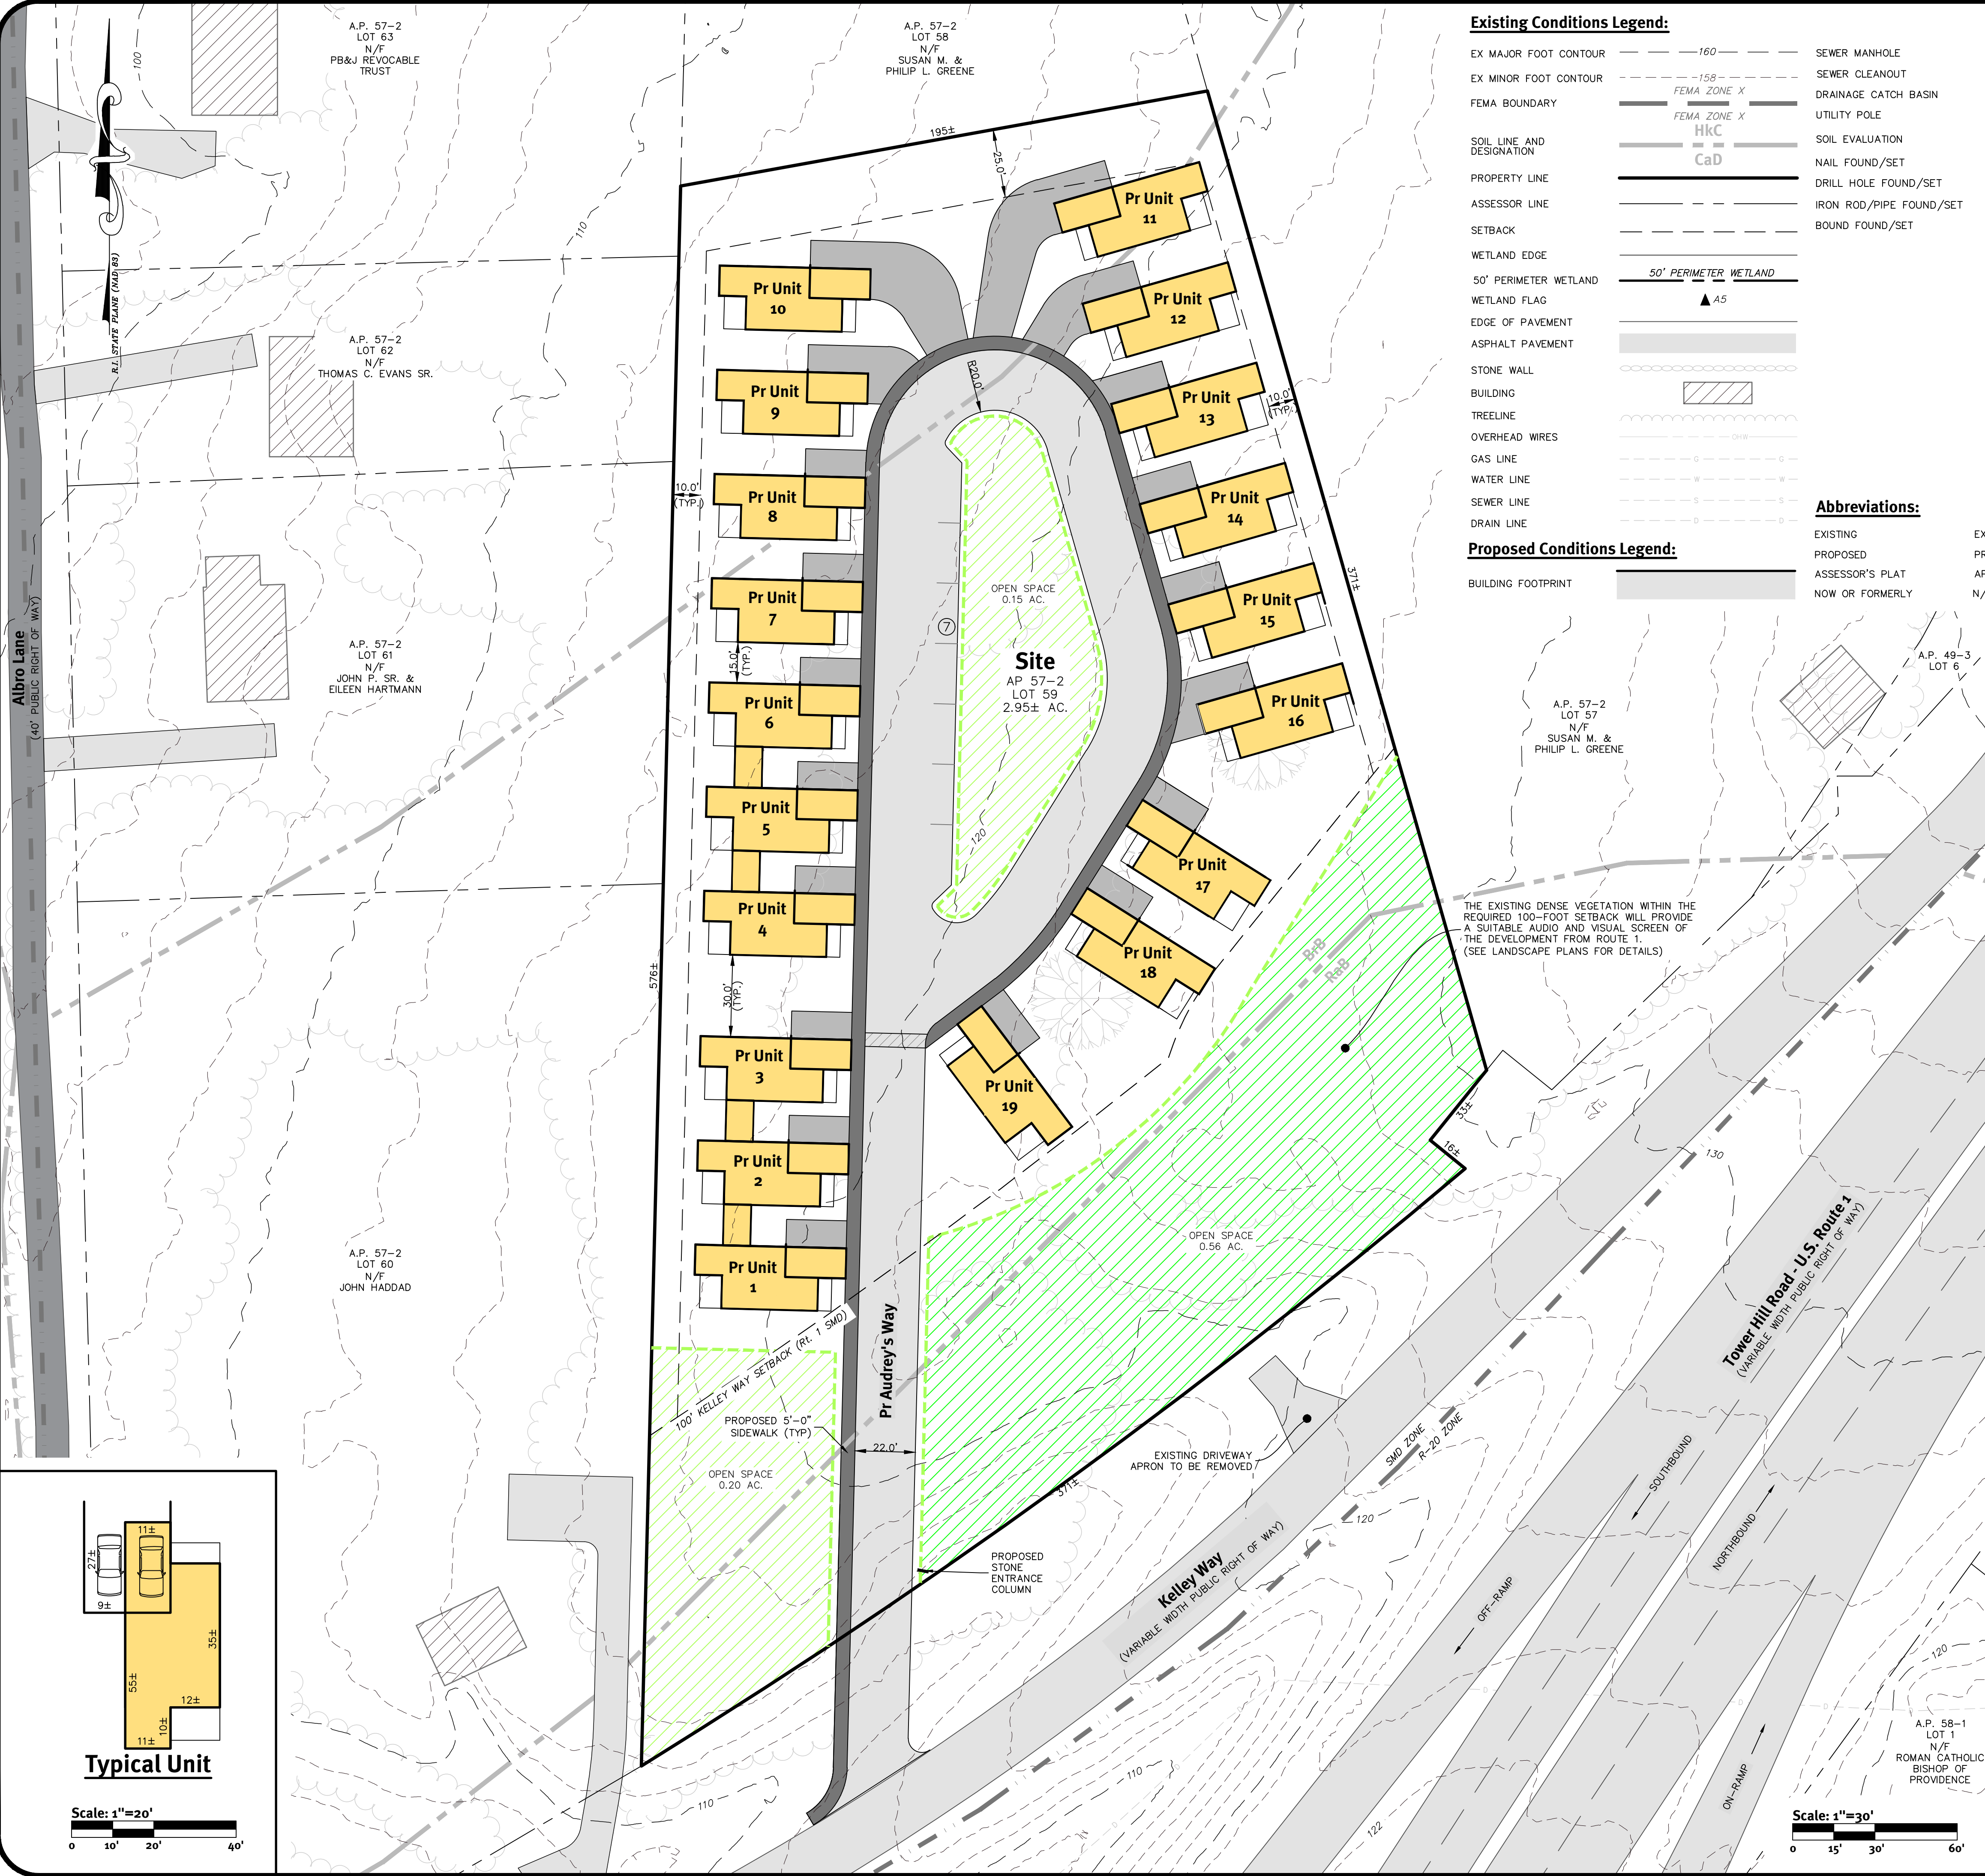 A.P. 57-2
LOT 63
N/F
PB&J REVOCABLE
TRUST
A.P. 57-2
LOT 58
N/F
SUSAN M. &
PHILIP L. GREENE
100
110
R.I. STATE PLANE (NAD 83)
Albro Lane
(40' PUBLIC RIGHT OF WAY)
A.P. 57-2
LOT 62
N/F
THOMAS C. EVANS SR.
A.P. 57-2
LOT 61
N/F
JOHN P. SR. &
EILEEN HARTMANN
A.P. 57-2
LOT 60
N/F
JOHN HADDAD
195±
25.0'
Pr Unit
11
Pr Unit
10
Pr Unit
12
Pr Unit
9
R20.0'
Pr Unit
13
10.0'
(TYP.)
10.0'
(TYP.)
Pr Unit
8
Pr Unit
14
371±
Pr Unit
7
OPEN SPACE
0.15 AC.
Pr Unit
15
7
15.0'
(TYP.)
Site
AP 57-2
LOT 59
2.95± AC.
Pr Unit
6
Pr Unit
16
Pr Unit
5
120
Pr Unit
17
Pr Unit
4
Pr Unit
18
576±
30.0'
(TYP.)
BrB
RaB
Pr Unit
3
Pr Unit
19
Pr Unit
2
33±
16±
OPEN SPACE
0.56 AC.
Pr Unit
1
100' KELLEY WAY SETBACK (Rt. 1 SMD)
Pr Audrey's Way
PROPOSED 5'-0"
SIDEWALK (TYP)
22.0'
OPEN SPACE
0.20 AC.
371±
EXISTING DRIVEWAY
APRON TO BE REMOVED
PROPOSED
STONE
ENTRANCE
COLUMN
Kelley Way
(VARIABLE WIDTH PUBLIC RIGHT OF WAY)
SMD ZONE
R-20 ZONE
120
110
110
122
130
120
Tower Hill Road - U.S. Route 1
(VARIABLE WIDTH PUBLIC RIGHT OF WAY)
SOUTHBOUND
NORTHBOUND
OFF-RAMP
ON-RAMP
THE EXISTING DENSE VEGETATION WITHIN THE
REQUIRED 100-FOOT SETBACK WILL PROVIDE
A SUITABLE AUDIO AND VISUAL SCREEN OF
THE DEVELOPMENT FROM ROUTE 1.
(SEE LANDSCAPE PLANS FOR DETAILS)
A.P. 57-2
LOT 57
N/F
SUSAN M. &
PHILIP L. GREENE
A.P. 49-3
LOT 6
A.P. 58-1
LOT 1
N/F
ROMAN CATHOLIC
BISHOP OF
PROVIDENCE
Existing Conditions Legend:
EX MAJOR FOOT CONTOUR
160
EX MINOR FOOT CONTOUR
158
FEMA BOUNDARY
FEMA ZONE X
FEMA ZONE X
SOIL LINE AND
DESIGNATION
HkC
CaD
PROPERTY LINE
ASSESSOR LINE
SETBACK
WETLAND EDGE
50' PERIMETER WETLAND
50' PERIMETER WETLAND
WETLAND FLAG
A5
EDGE OF PAVEMENT
ASPHALT PAVEMENT
STONE WALL
BUILDING
TREELINE
OVERHEAD WIRES
OHW
GAS LINE
G G
WATER LINE
W W
SEWER LINE
S S
DRAIN LINE
D D
SEWER MANHOLE
SEWER CLEANOUT
DRAINAGE CATCH BASIN
UTILITY POLE
SOIL EVALUATION
NAIL FOUND/SET
DRILL HOLE FOUND/SET
IRON ROD/PIPE FOUND/SET
BOUND FOUND/SET
Proposed Conditions Legend:
BUILDING FOOTPRINT
Abbreviations:
EXISTING EX
PROPOSED PR
ASSESSOR'S PLAT AP
NOW OR FORMERLY N/
11±
27±
9±
35±
55±
12±
10±
11±
Typical Unit
Scale: 1"=20'
0 10' 20' 40'
Scale: 1"=30'
0 15' 30' 60'